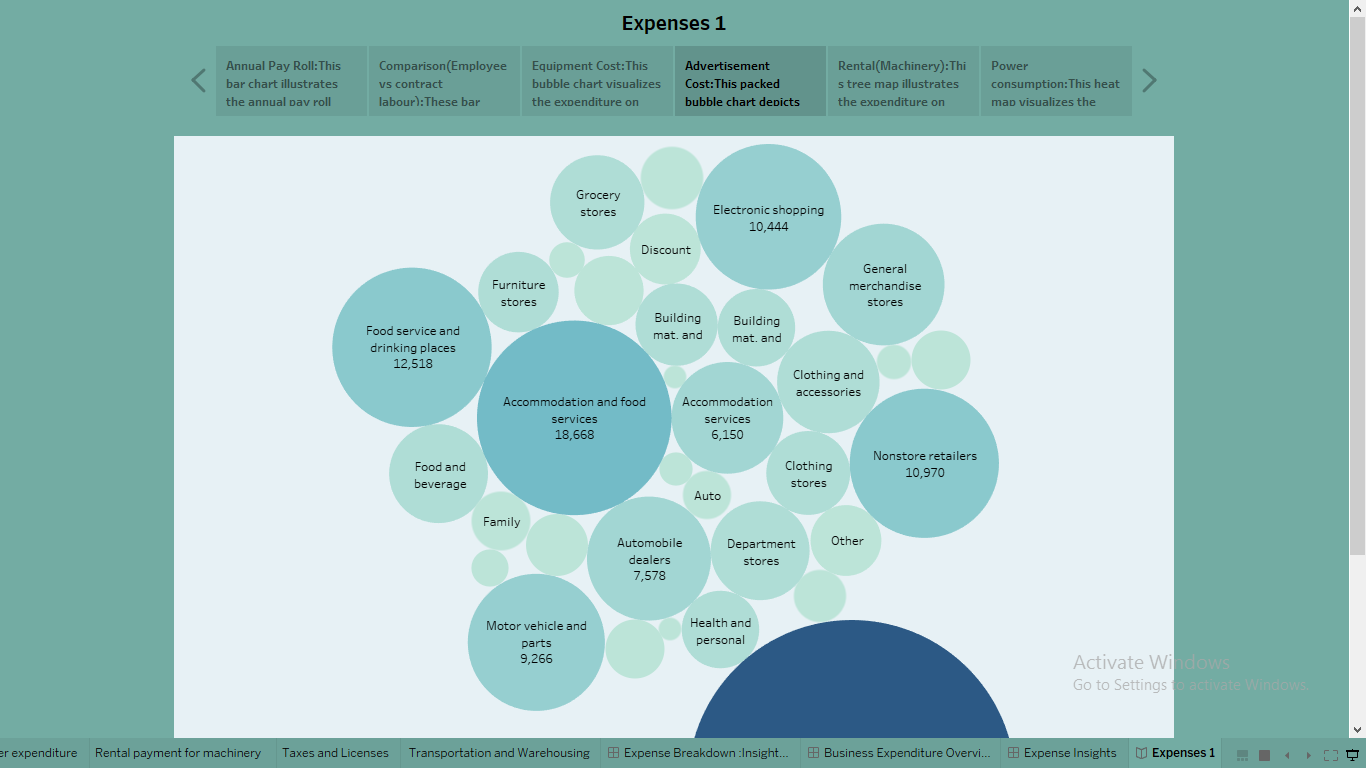 Expenses 1
Annual Pay Roll:This
bar chart illustrates
the annual pay roll
Comparison(Employee
vs contract
labour):These bar
Equipment Cost:This
bubble chart visualizes
the expenditure on
Advertisement
Cost:This packed
bubble chart depicts
Rental(Machinery):Thi
s tree map illustrates
the expenditure on
Power
consumption:This heat
map visualizes the
Grocery
stores
Electronic shopping
10,444
Discount
General
merchandise
stores
Furniture
stores
Building
mat. and
Building
mat. and
Food service and
drinking places
12,518
Clothing and
accessories
Accommodation and food
services
18,668
Accommodation
services
6,150
Nonstore retailers
10,970
Food and
beverage
Clothing
stores
Auto
Family
Automobile
dealers
7,578
Department
stores
Other
Motor vehicle and
parts
9,266
Health and
personal
Activate Windows
Go to Settings to activate Windows.
er expenditure
Rental payment for machinery
Taxes and Licenses
Transportation and Warehousing
Expense Breakdown :Insight...
Business Expenditure Overvi...
Expense Insights
Expenses 1